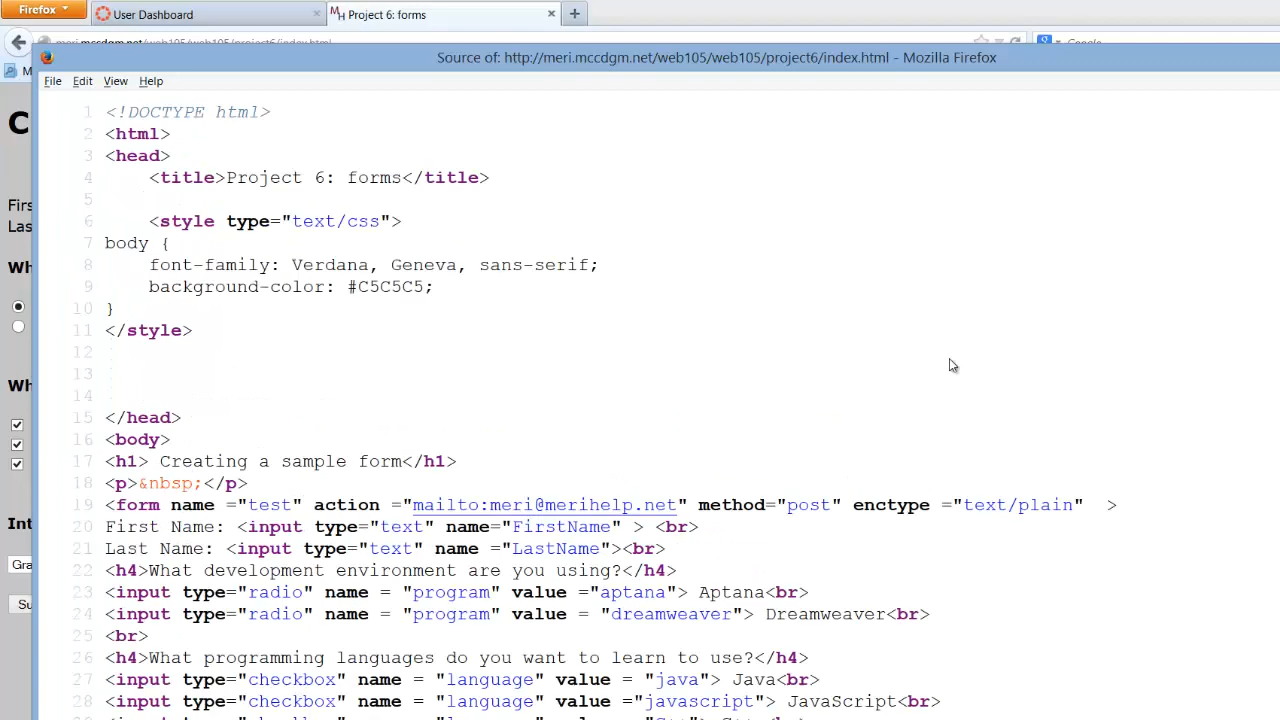 Firefox
User Dashboard
Project 6: forms
Source of: http://meri.mccdgm.net/web105/web105/project6/index.html - Mozilla Firefox
File Edit View Help
1 <!DOCTYPE html>
2 <html>
3 <head>
4 <title>Project 6: forms</title>
5
6 <style type="text/css">
7 body {
8 font-family: Verdana, Geneva, sans-serif;
9 background-color: #C5C5C5;
10 }
11 </style>
12
13
14
15 </head>
16 <body>
17 <h1> Creating a sample form</h1>
18 <p>&nbsp;</p>
19 <form name ="test" action ="mailto:meri@merihelp.net" method="post" enctype ="text/plain" >
20 First Name: <input type="text" name="FirstName" > <br>
21 Last Name: <input type="text" name ="LastName"><br>
22 <h4>What development environment are you using?</h4>
23 <input type="radio" name = "program" value ="aptana"> Aptana<br>
24 <input type="radio" name = "program" value = "dreamweaver"> Dreamweaver<br>
25 <br>
26 <h4>What programming languages do you want to learn to use?</h4>
27 <input type="checkbox" name = "language" value = "java"> Java<br>
28 <input type="checkbox" name = "language" value ="javascript"> JavaScript<br>
M
C
Firs
Las
Wh
Wh
Int
Gra
Su